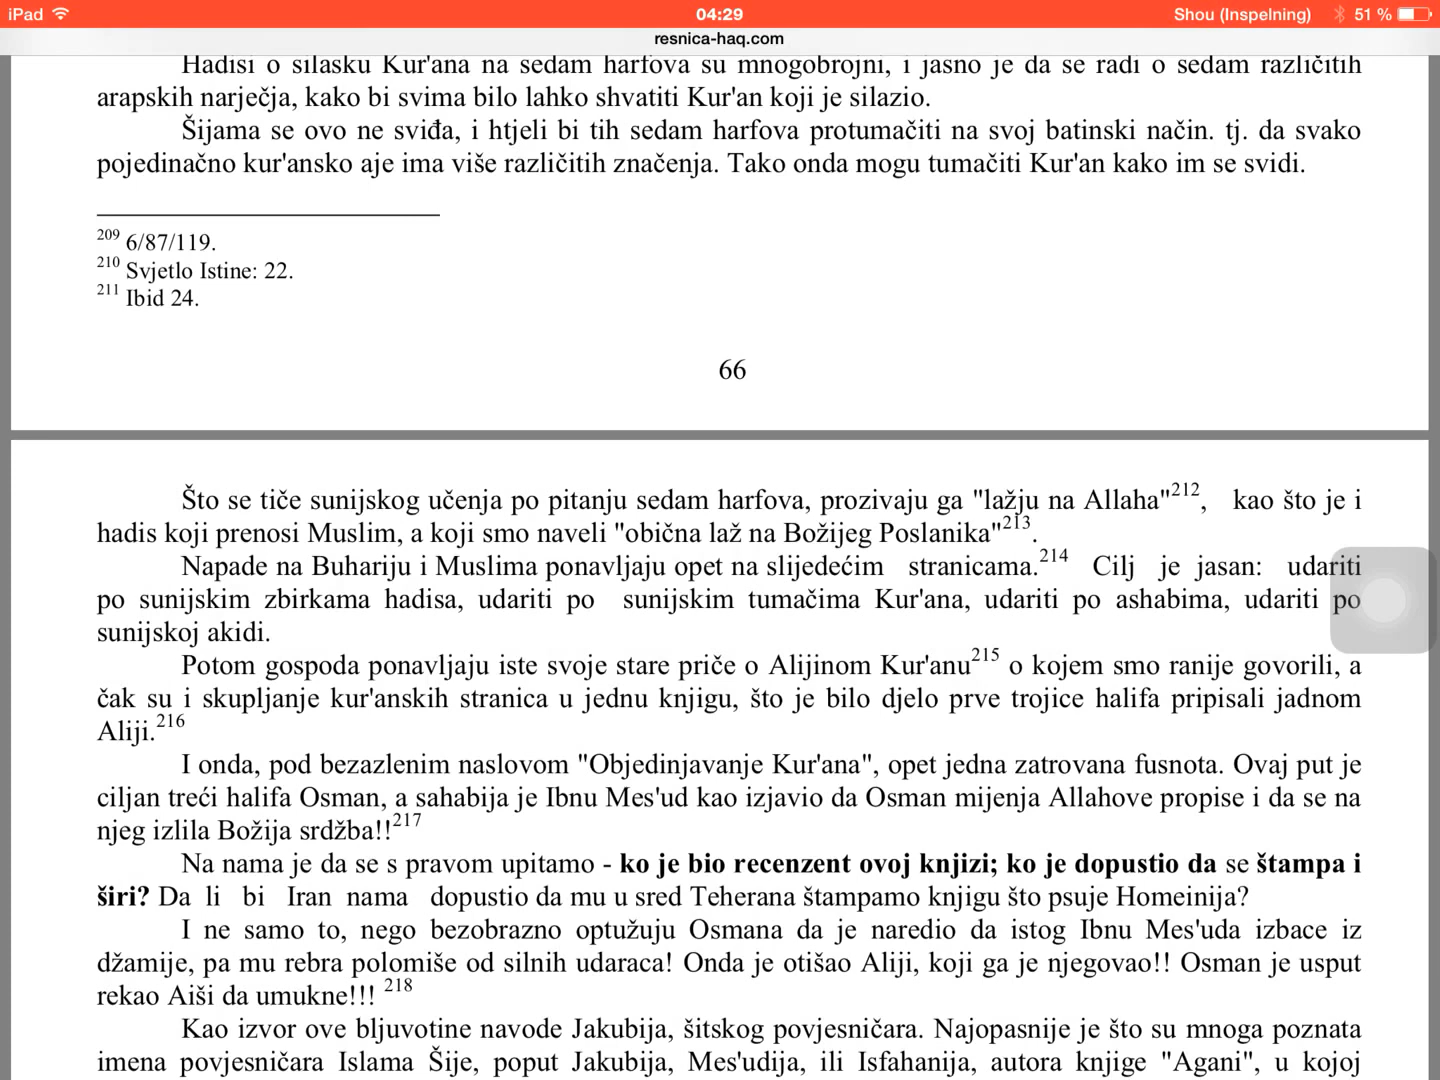 iPad 04:29 Shou (Inspelning) 51 %
resnica-haq.com
Hadisi o silasku Kur'ana na sedam harfova su mnogobrojni, i jasno je da se radi o sedam različitih
arapskih narječja, kako bi svima bilo lahko shvatiti Kur'an koji je silazio.
Šijama se ovo ne sviđa, i htjeli bi tih sedam harfova protumačiti na svoj batinski način. tj. da svako
pojedinačno kur'ansko aje ima više različitih značenja. Tako onda mogu tumačiti Kur'an kako im se svidi.
209 6/87/119.
210 Svjetlo Istine: 22.
211 Ibid 24.
66
Što se tiče sunijskog učenja po pitanju sedam harfova, prozivaju ga "lažju na Allaha"212, kao što je i
hadis koji prenosi Muslim, a koji smo naveli "obična laž na Božijeg Poslanika"213.
Napade na Buhariju i Muslima ponavljaju opet na slijedećim stranicama.214 Cilj je jasan: udariti
po sunijskim zbirkama hadisa, udariti po sunijskim tumačima Kur'ana, udariti po ashabima, udariti po
sunijskoj akidi.
Potom gospoda ponavljaju iste svoje stare priče o Alijinom Kur'anu215 o kojem smo ranije govorili, a
čak su i skupljanje kur'anskih stranica u jednu knjigu, što je bilo djelo prve trojice halifa pripisali jadnom
Aliji.216
I onda, pod bezazlenim naslovom "Objedinjavanje Kur'ana", opet jedna zatrovana fusnota. Ovaj put je
ciljan treći halifa Osman, a sahabija je Ibnu Mes'ud kao izjavio da Osman mijenja Allahove propise i da se na
njeg izlila Božija srdžba!!217
Na nama je da se s pravom upitamo - ko je bio recenzent ovoj knjizi; ko je dopustio da se štampa i
širi? Da li bi Iran nama dopustio da mu u sred Teherana štampamo knjigu što psuje Homeinija?
I ne samo to, nego bezobrazno optužuju Osmana da je naredio da istog Ibnu Mes'uda izbace iz
džamije, pa mu rebra polomiše od silnih udaraca! Onda je otišao Aliji, koji ga je njegovao!! Osman je usput
rekao Aiši da umukne!!! 218
Kao izvor ove bljuvotine navode Jakubija, šitskog povjesničara. Najopasnije je što su mnoga poznata
imena povjesničara Islama Šije, poput Jakubija, Mes'udija, ili Isfahanija, autora knjige "Agani", u kojoj